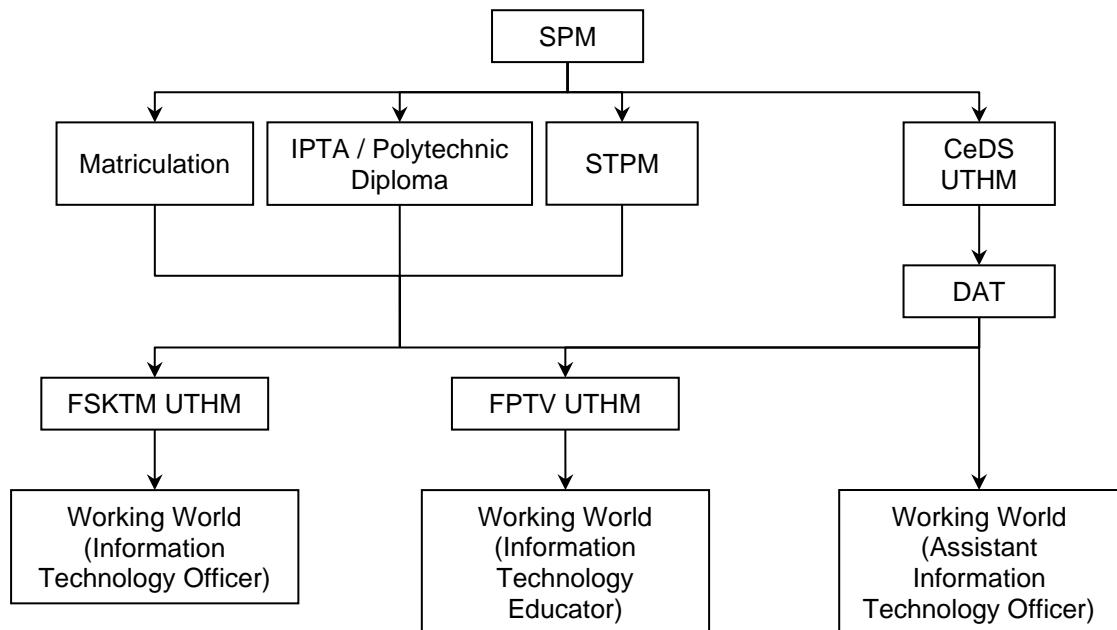 SPM
Matriculation
IPTA / Polytechnic
Diploma
STPM
CeDS
UTHM
DAT
FSKTM UTHM
FPTV UTHM
Working World
(Information
Technology Officer)
Working World
(Information
Technology
Educator)
Working World
(Assistant
Information
Technology Officer)